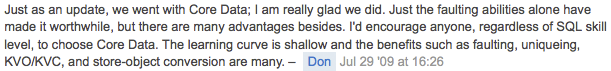 Just as an update, we went with Core Data; I am really glad we did. Just the faulting abilities alone have
made it worthwhile, but there are many advantages besides. I'd encourage anyone, regardless of SQL skill
level, to choose Core Data. The learning curve is shallow and the benefits such as faulting, uniqueing,
KVO/KVC, and store-object conversion are many. – Don Jul 29 '09 at 16:26